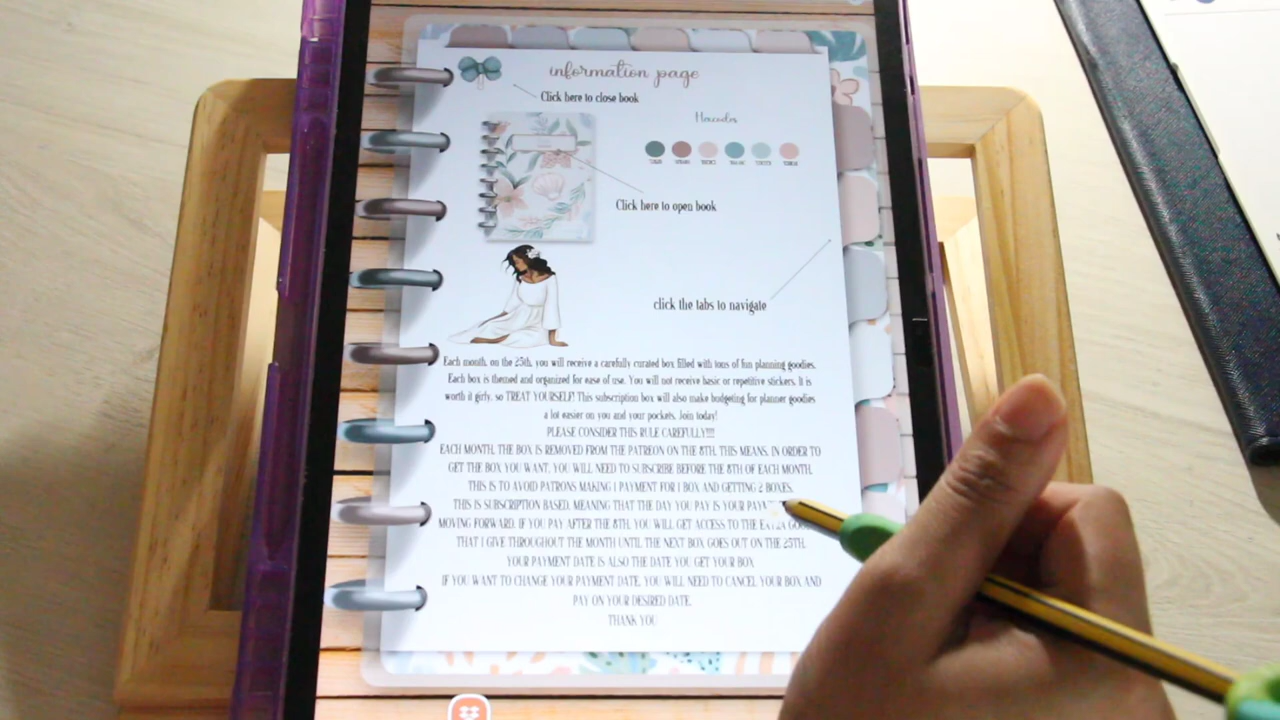 information page
Click here to close book
Hexcodes
Click here to open book
click the tabs to navigate
Each month, on the 25th, you will receive a carefully curated box filled with tons of fun planning goodies.
Each box is themed and organized for ease of use. You will not receive basic or repetitive stickers. It is
worth it girly, so TREAT YOURSELF! This subscription box will also make budgeting for planner goodies
a lot easier on you and your pockets. Join today!
PLEASE CONSIDER THIS RULE CAREFULLY!!!!
EACH MONTH, THE BOX IS REMOVED FROM THE PATREON ON THE 8TH. THIS MEANS, IN ORDER TO
GET THE BOX YOU WANT, YOU WILL NEED TO SUBSCRIBE BEFORE THE 8TH OF EACH MONTH.
THIS IS TO AVOID PATRONS MAKING 1 PAYMENT FOR 1 BOX AND GETTING 2 BOXES.
THIS IS SUBSCRIPTION BASED, MEANING THAT THE DAY YOU PAY IS YOUR
MOVING FORWARD. IF YOU PAY AFTER THE 8TH, YOU WILL GET ACCESS TO THE EXTRA
THAT I GIVE THROUGHOUT THE MONTH UNTIL THE NEXT BOX GOES OUT ON THE 25TH.
YOUR PAYMENT DATE IS ALSO THE DATE YOU GET YOUR BOX
IF YOU WANT TO CHANGE YOUR PAYMENT DATE, YOU WILL NEED TO CANCEL YOUR BOX AND
PAY ON YOUR DESIRED DATE.
THANK YOU